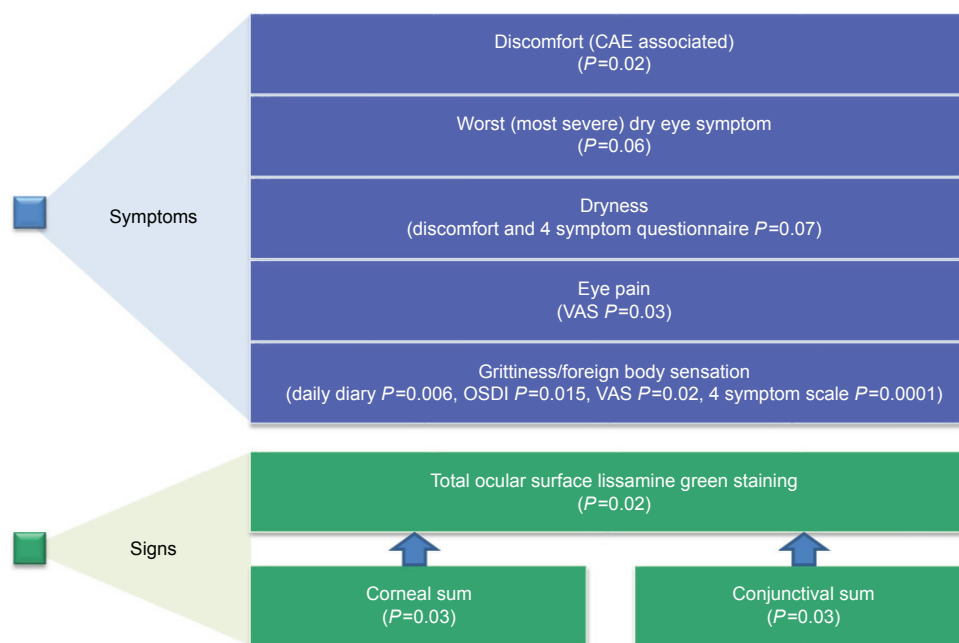 Symptoms
Discomfort (CAE associated)
(P=0.02)
Worst (most severe) dry eye symptom
(P=0.06)
Dryness
(discomfort and 4 symptom questionnaire P=0.07)
Eye pain
(VAS P=0.03)
Grittiness/foreign body sensation
(daily diary P=0.006, OSDI P=0.015, VAS P=0.02, 4 symptom scale P=0.0001)
Signs
Total ocular surface lissamine green staining
(P=0.02)
Corneal sum
(P=0.03)
Conjunctival sum
(P=0.03)